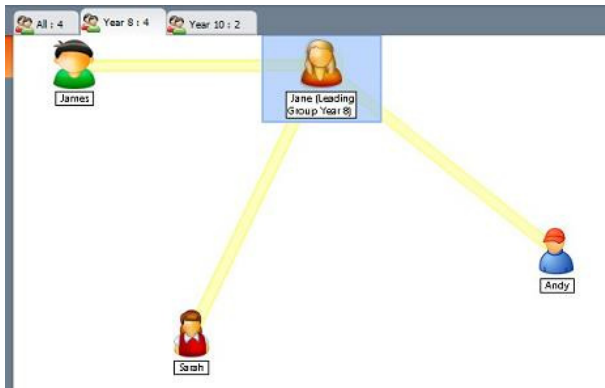 All : 4
Year 8 : 4
Year 10 : 2
James
Jane (Leading
Group Year 8)
Andy
Sarah